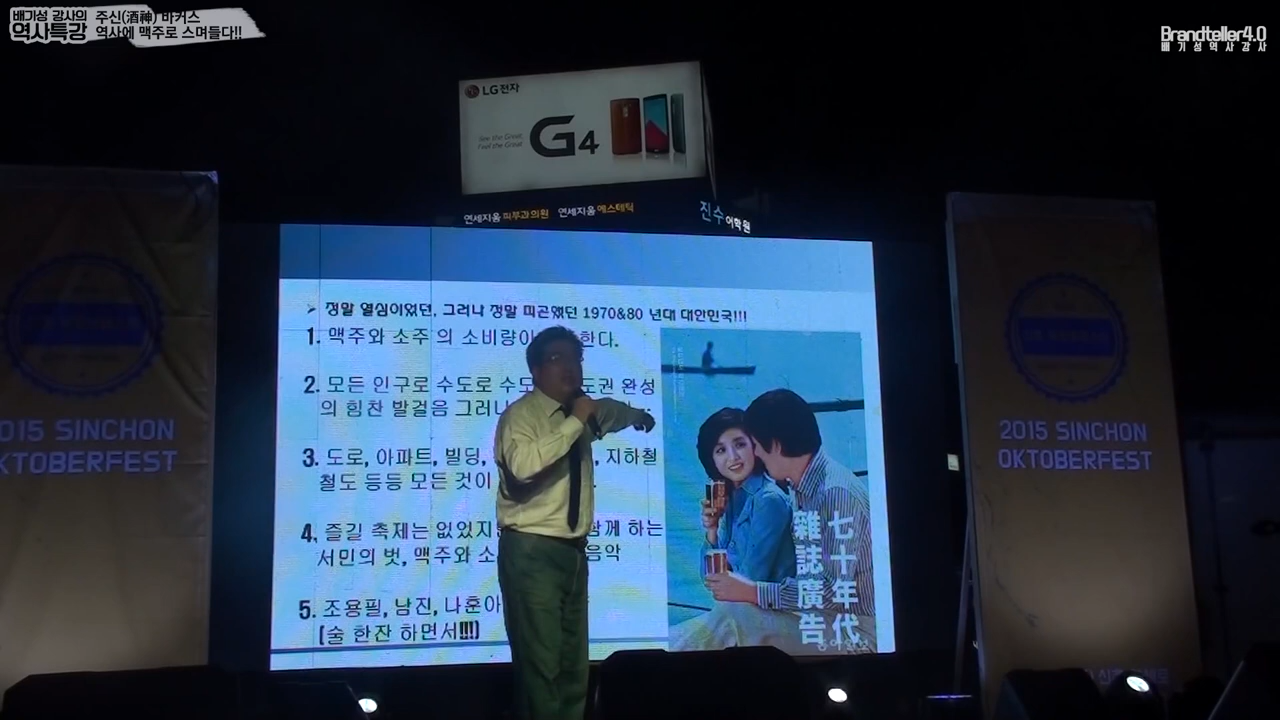 배기성 강사의
역사특강
주신(酒神) 바커스
역사에 맥주로 스며들다!!
Brandteller4.0
배기성역사강사
LG전자
See the Great,
Feel the Great
G4
연세지움피부과의원 연세지움에스테틱
진수어학원
정말 열심이었던, 그러나 정말 피곤했던 1970&80 년대 대한민국!!!
1. 맥주와 소주 의 소비량이 한다.
2. 모든 인구로 수도로 수도 도권 완성
의 힘찬 발걸음 그러나
3. 도로, 아파트, 빌딩, , 지하철
철도 등등 모든 것이
4. 즐길 축제는 없었지 함께 하는
서민의 벗, 맥주와 소 음악
5. 조용필, 남진, 나훈아
(술 한잔 하면서!!!!)
七十年代
雜誌廣告
015 SINCHON
KTOBERFEST
2015 SINCHON
OKTOBERFEST